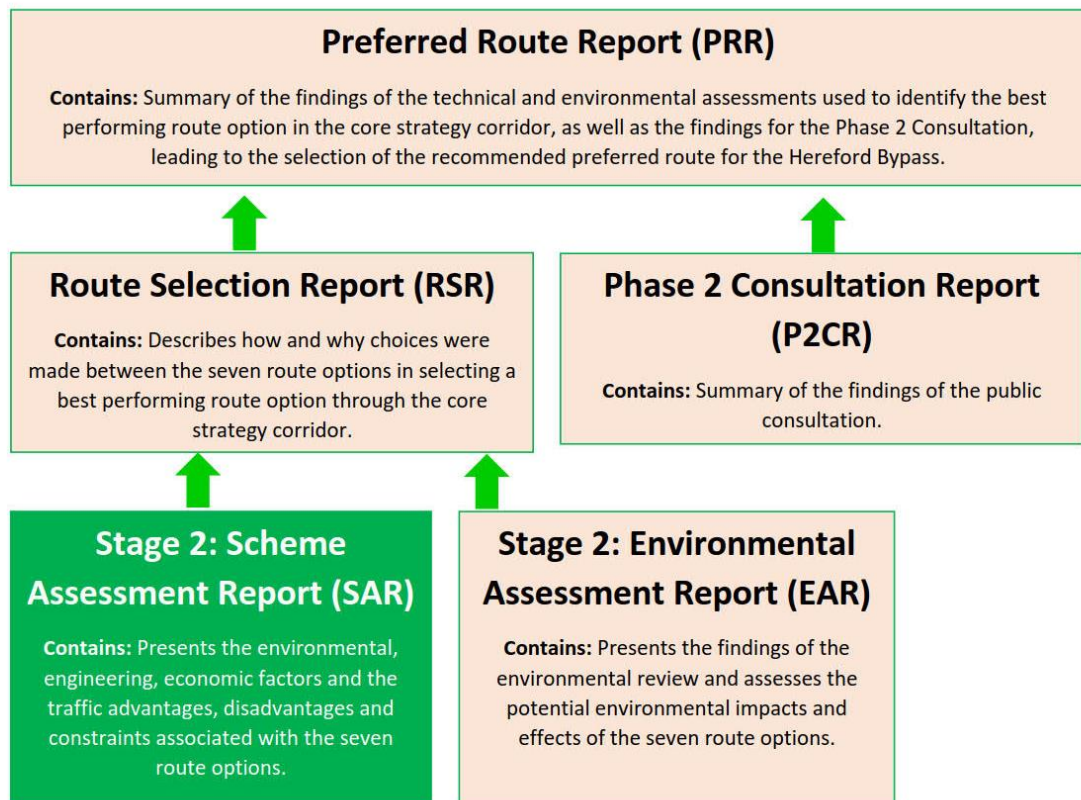 Preferred Route Report (PRR)
Contains: Summary of the findings of the technical and environmental assessments used to identify the best
performing route option in the core strategy corridor, as well as the findings for the Phase 2 Consultation,
leading to the selection of the recommended preferred route for the Hereford Bypass.
Route Selection Report (RSR)
Contains: Describes how and why choices were
made between the seven route options in selecting a
best performing route option through the core
strategy corridor.
Phase 2 Consultation Report
(P2CR)
Contains: Summary of the findings of the public
consultation.
Stage 2: Scheme
Assessment Report (SAR)
Contains: Presents the environmental,
engineering, economic factors and the
traffic advantages, disadvantages and
constraints associated with the seven
route options.
Stage 2: Environmental
Assessment Report (EAR)
Contains: Presents the findings of the
environmental review and assesses the
potential environmental impacts and
effects of the seven route options.